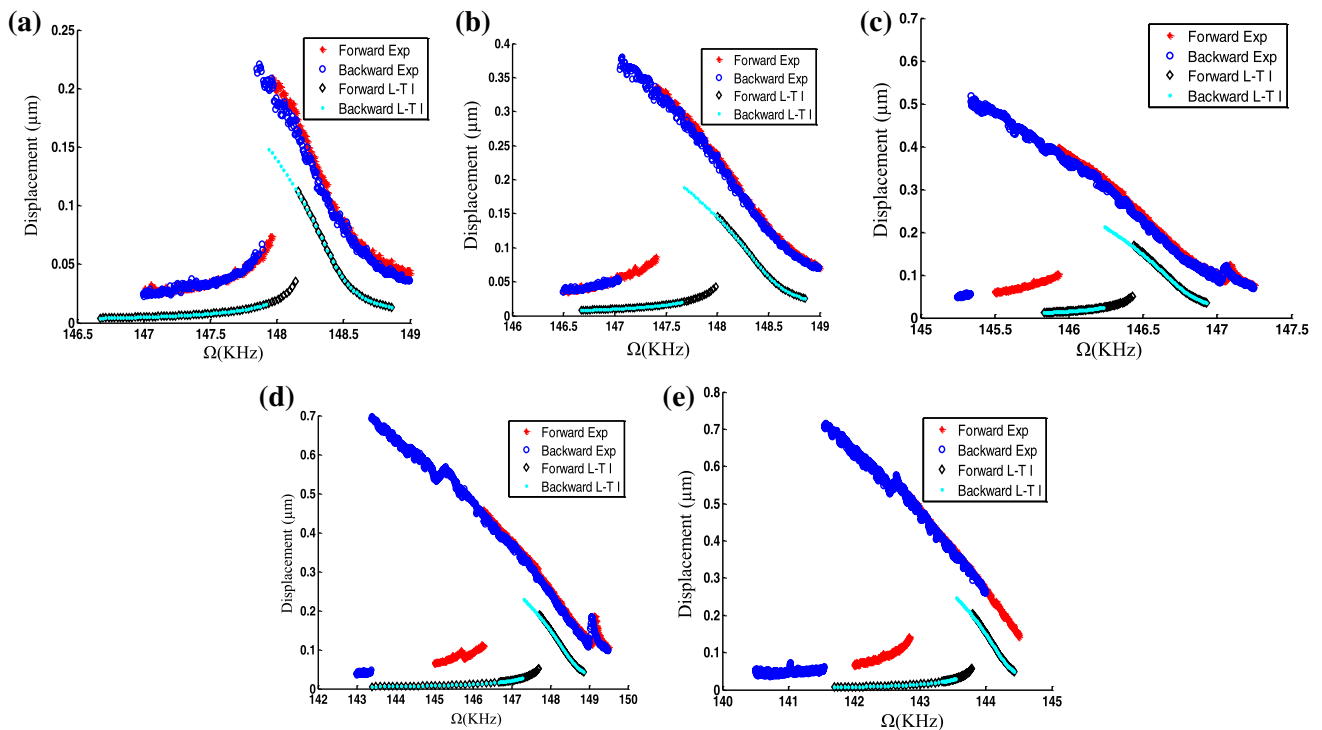 (a)
0.25
0.2
0.15
0.1
0.05
0
Displacement (μm)
146.5 147 147.5 148 148.5 149
Ω(KHz)
Forward Exp
Backward Exp
Forward L-T I
Backward L-T I
(b)
0.4
0.35
0.3
0.25
0.2
0.15
0.1
0.05
0
Displacement (μm)
146 146.5 147 147.5 148 148.5 149
Ω(KHz)
Forward Exp
Backward Exp
Forward L-T I
Backward L-T I
(c)
0.7
0.6
0.5
0.4
0.3
0.2
0.1
0
Displacement (μm)
145 145.5 146 146.5 147 147.5
Ω(KHz)
Forward Exp
Backward Exp
Forward L-T I
Backward L-T I
(d)
0.7
0.6
0.5
0.4
0.3
0.2
0.1
0
Displacement (μm)
142 143 144 145 146 147 148 149 150
Ω(KHz)
Forward Exp
Backward Exp
Forward L-T I
Backward L-T I
(e)
0.8
0.7
0.6
0.5
0.4
0.3
0.2
0.1
0
Displacement (μm)
140 141 142 143 144 145
Ω(KHz)
Forward Exp
Backward Exp
Forward L-T I
Backward L-T I